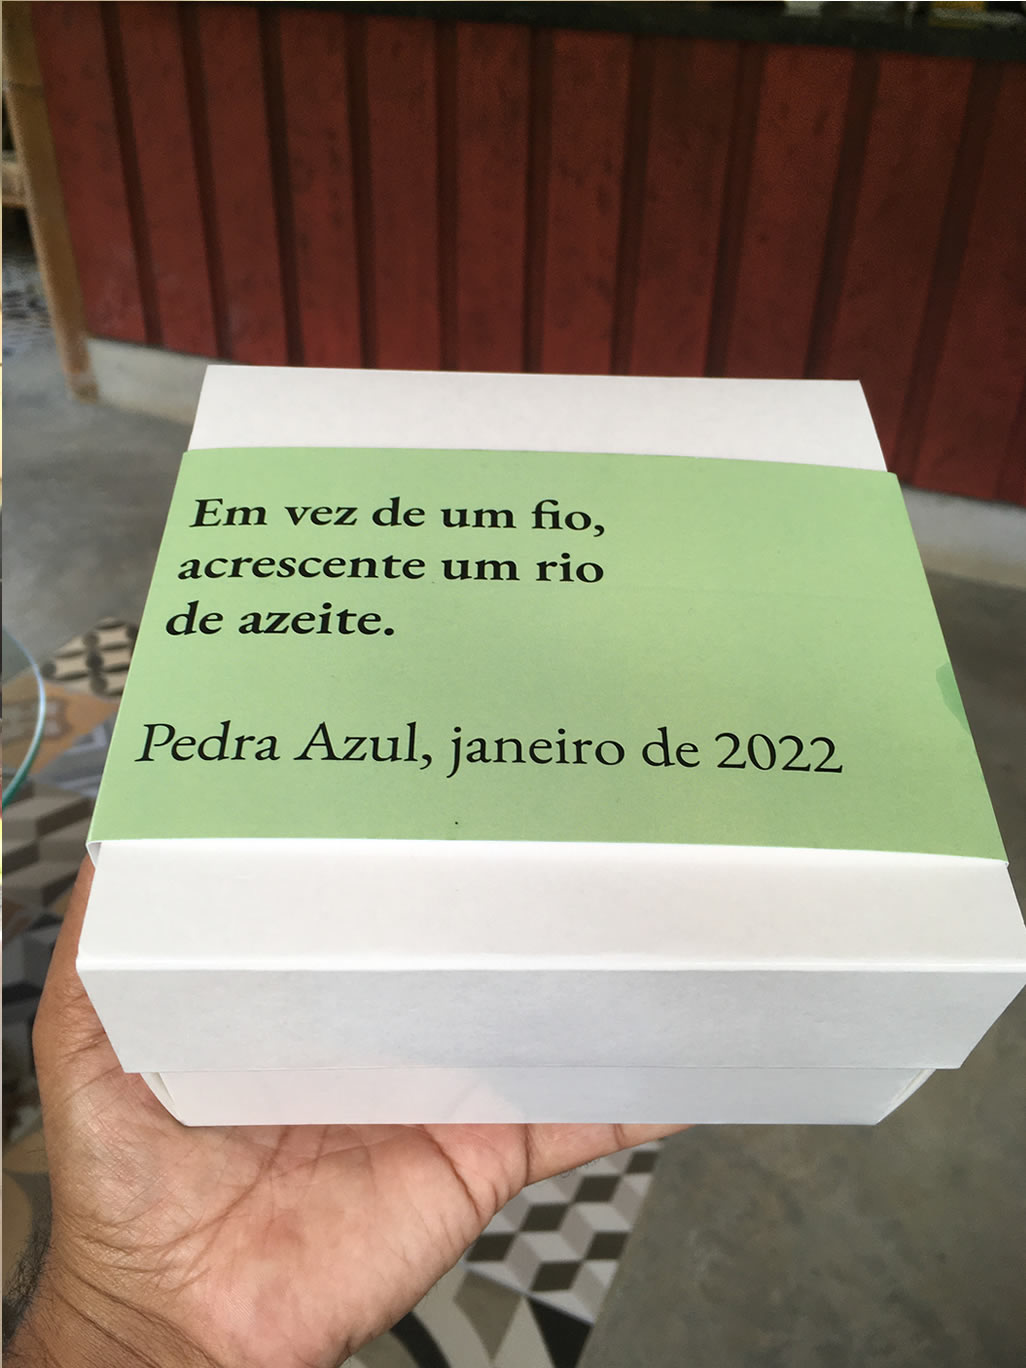 Em vez de um fio,
acrescente um rio
de azeite.
Pedra Azul, janeiro de 2022